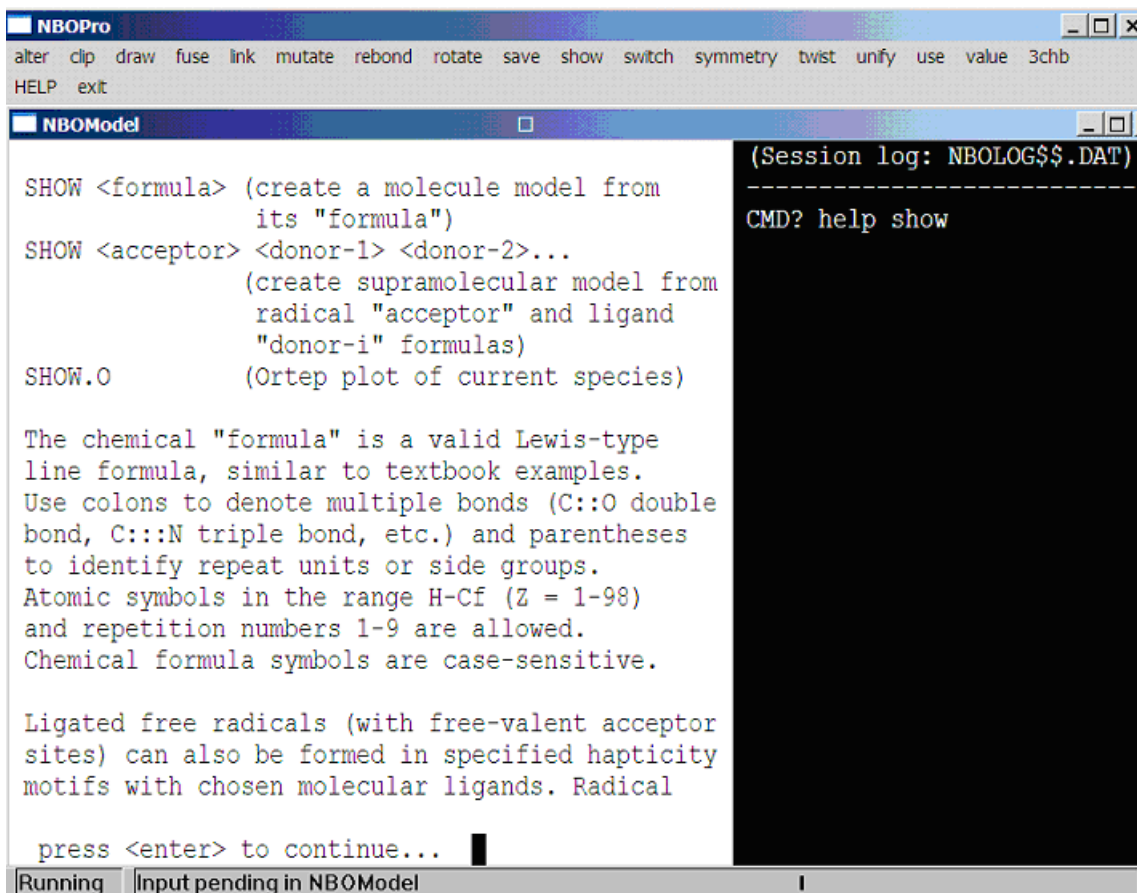 NBOPro
alter clip draw fuse link mutate rebond rotate save show switch symmetry twist unify use value 3chb
HELP exit
NBOModel
SHOW <formula> (create a molecule model from
its "formula")
SHOW <acceptor> <donor-1> <donor-2>...
(create supramolecular model from
radical "acceptor" and ligand
"donor-i" formulas)
SHOW.O (Ortep plot of current species)
The chemical "formula" is a valid Lewis-type
line formula, similar to textbook examples.
Use colons to denote multiple bonds (C::O double
bond, C:::N triple bond, etc.) and parentheses
to identify repeat units or side groups.
Atomic symbols in the range H-Cf (Z = 1-98)
and repetition numbers 1-9 are allowed.
Chemical formula symbols are case-sensitive.
Ligated free radicals (with free-valent acceptor
sites) can also be formed in specified hapticity
motifs with chosen molecular ligands. Radical
press <enter> to continue...
(Session log: NBOLOG$$.DAT)
----------------------------
CMD? help show
Running Input pending in NBOModel